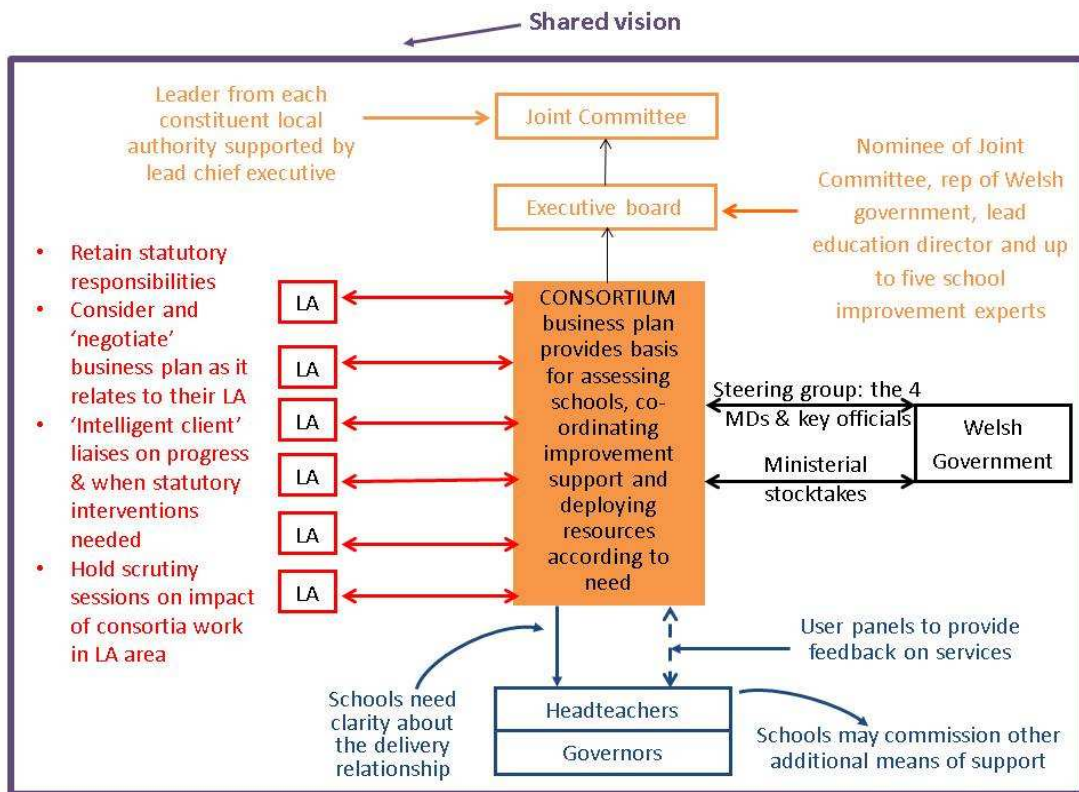 Shared vision
Leader from each
constituent local
authority supported by
lead chief executive
Joint Committee
Executive board
Nominee of Joint
Committee, rep of Welsh
government, lead
education director and up
to five school
improvement experts
• Retain statutory
responsibilities
• Consider and
‘negotiate’
business plan as it
relates to their LA
• ‘Intelligent client’
liaises on progress
& when statutory
interventions
needed
• Hold scrutiny
sessions on impact
of consortia work
in LA area
LA
LA
LA
LA
LA
LA
CONSORTIUM
business plan
provides basis
for assessing
schools, co-
ordinating
improvement
support and
deploying
resources
according to
need
Steering group: the 4
MDs & key officials
Ministerial
stocktakes
Welsh
Government
User panels to provide
feedback on services
Schools need
clarity about
the delivery
relationship
Headteachers
Governors
Schools may commission other
additional means of support